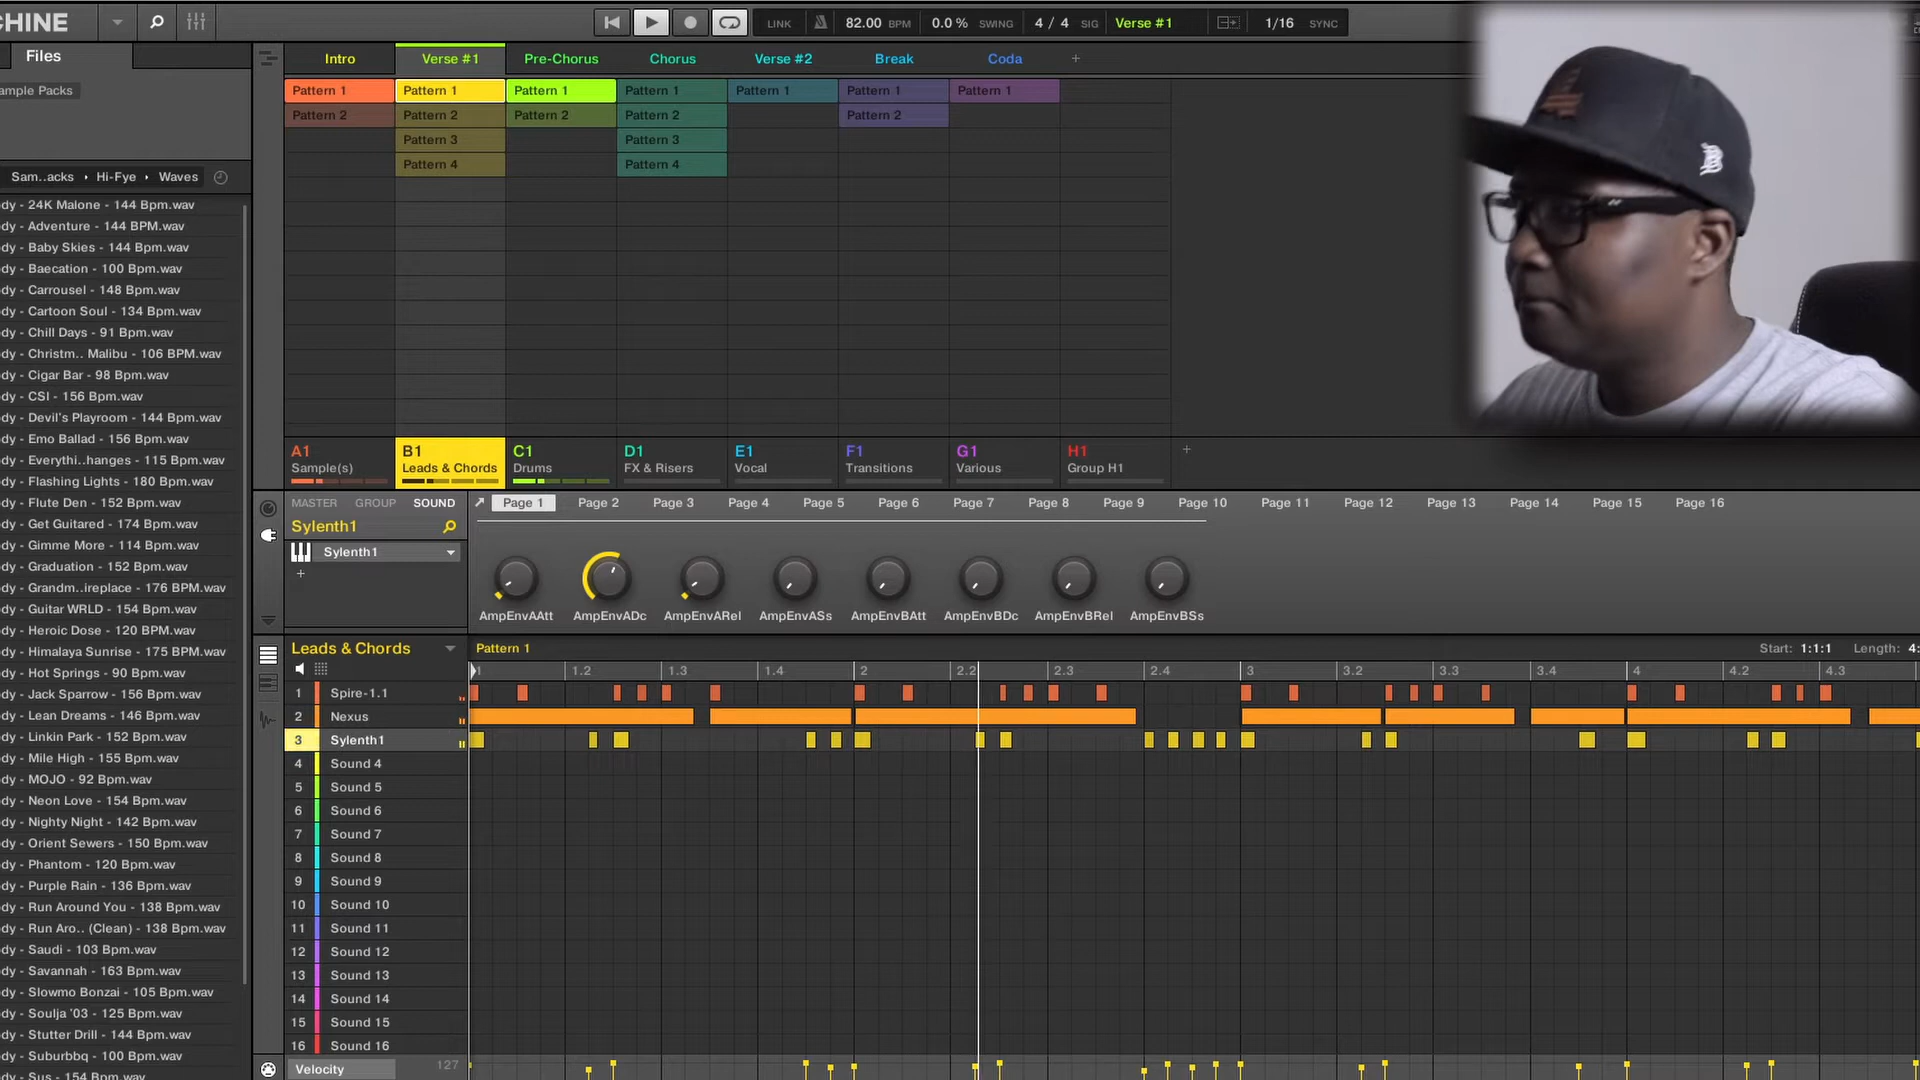 CHINE
LINK 82.00 BPM 0.0 % SWING 4 / 4 SIG Verse #1 1/16 SYNC
Files
ample Packs
Sam..acks Hi-Fye Waves
dy - 24K Malone - 144 Bpm.wav
dy - Adventure - 144 BPM.wav
dy - Baby Skies - 144 Bpm.wav
dy - Baecation - 100 Bpm.wav
dy - Carrousel - 148 Bpm.wav
dy - Cartoon Soul - 134 Bpm.wav
dy - Chill Days - 91 Bpm.wav
dy - Christm.. Malibu - 106 BPM.wav
dy - Cigar Bar - 98 Bpm.wav
dy - CSI - 156 Bpm.wav
dy - Devil's Playroom - 144 Bpm.wav
dy - Emo Ballad - 156 Bpm.wav
dy - Everythi..hanges - 115 Bpm.wav
dy - Flashing Lights - 180 Bpm.wav
dy - Flute Den - 152 Bpm.wav
dy - Get Guitared - 174 Bpm.wav
dy - Gimme More - 114 Bpm.wav
dy - Graduation - 152 Bpm.wav
dy - Grandm..ireplace - 176 BPM.wav
dy - Guitar WRLD - 154 Bpm.wav
dy - Heroic Dose - 120 BPM.wav
dy - Himalaya Sunrise - 175 BPM.wav
dy - Hot Springs - 90 Bpm.wav
dy - Jack Sparrow - 156 Bpm.wav
dy - Lean Dreams - 146 Bpm.wav
dy - Linkin Park - 152 Bpm.wav
dy - Mile High - 155 Bpm.wav
dy - MOJO - 92 Bpm.wav
dy - Neon Love - 154 Bpm.wav
dy - Nighty Night - 142 Bpm.wav
dy - Orient Sewers - 150 Bpm.wav
dy - Phantom - 120 Bpm.wav
dy - Purple Rain - 136 Bpm.wav
dy - Run Around You - 138 Bpm.wav
dy - Run Aro.. (Clean) - 138 Bpm.wav
dy - Saudi - 103 Bpm.wav
dy - Savannah - 163 Bpm.wav
dy - Slowmo Bonzai - 105 Bpm.wav
dy - Soulja '03 - 125 Bpm.wav
dy - Stutter Drill - 144 Bpm.wav
dy - Suburbbq - 100 Bpm.wav
dy - Sus - 154 Bpm.wav
Intro Verse #1 Pre-Chorus Chorus Verse #2 Break Coda +
Pattern 1 Pattern 1 Pattern 1 Pattern 1 Pattern 1 Pattern 1 Pattern 1
Pattern 2 Pattern 2 Pattern 2 Pattern 2 Pattern 2
Pattern 3 Pattern 3
Pattern 4 Pattern 4
A1 B1 C1 D1 E1 F1 G1 H1 +
Sample(s) Leads & Chords Drums FX & Risers Vocal Transitions Various Group H1
MASTER GROUP SOUND Page 1 Page 2 Page 3 Page 4 Page 5 Page 6 Page 7 Page 8 Page 9 Page 10 Page 11 Page 12 Page 13 Page 14 Page 15 Page 16
Sylenth1
Sylenth1
+
AmpEnvAAtt AmpEnvADc AmpEnvARel AmpEnvASs AmpEnvBAtt AmpEnvBDc AmpEnvBRel AmpEnvBSs
Leads & Chords Pattern 1 Start: 1:1:1 Length: 4:
1 1.2 1.3 1.4 2 2.2 2.3 2.4 3 3.2 3.3 3.4 4 4.2 4.3
1 Spire-1.1
2 Nexus
3 Sylenth1
4 Sound 4
5 Sound 5
6 Sound 6
7 Sound 7
8 Sound 8
9 Sound 9
10 Sound 10
11 Sound 11
12 Sound 12
13 Sound 13
14 Sound 14
15 Sound 15
16 Sound 16
Velocity 127